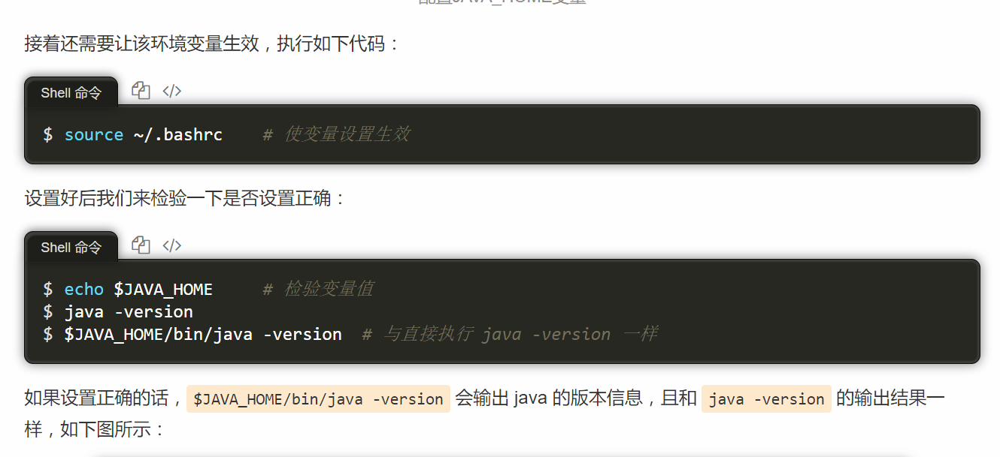 配置JAVA_HOME变量
接着还需要让该环境变量生效，执行如下代码：
Shell 命令
</>
$ source ~/.bashrc    # 使变量设置生效
设置好后我们来检验一下是否设置正确：
Shell 命令
</>
$ echo $JAVA_HOME     # 检验变量值
$ java -version
$ $JAVA_HOME/bin/java -version  # 与直接执行 java -version 一样
如果设置正确的话，$JAVA_HOME/bin/java -version 会输出 java 的版本信息，且和 java -version 的输出结果一
样，如下图所示：